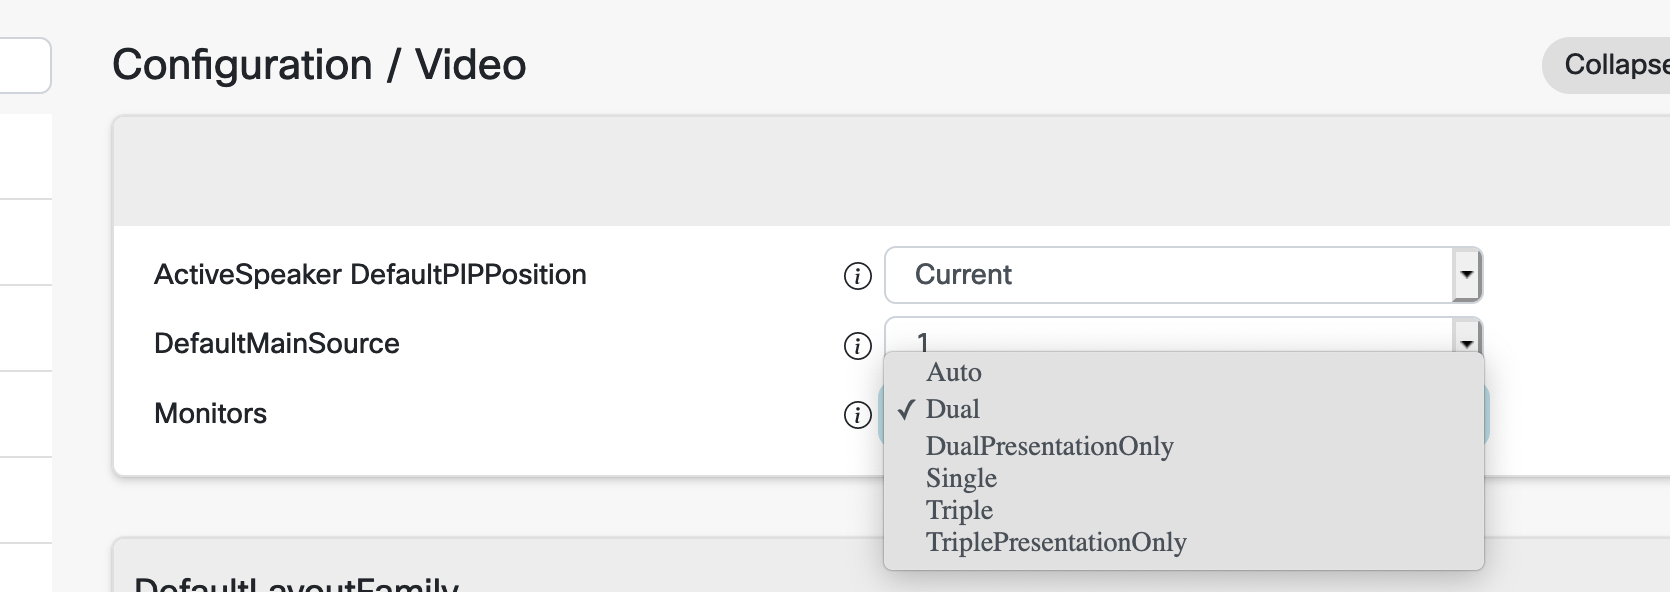 Configuration / Video
Collapse
ActiveSpeaker DefaultPIPPosition
Current
DefaultMainSource
1
Monitors
Auto
✓ Dual
DualPresentationOnly
Single
Triple
TriplePresentationOnly
DefaultLayoutFamily